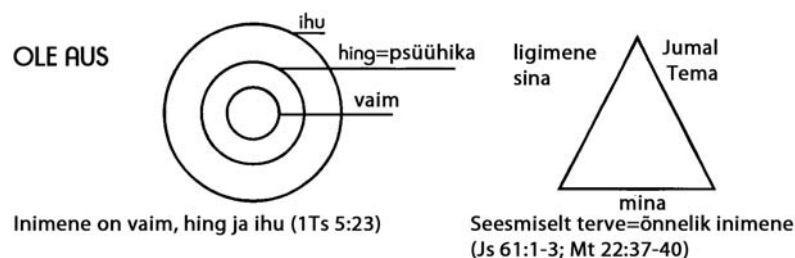 OLE AUS
ihu
hing=psüühika
vaim
Inimene on vaim, hing ja ihu (1Ts 5:23)
ligimene
sina
Jumal
Tema
mina
Seesmiselt terve=õnnelik inimene
(Js 61:1-3; Mt 22:37-40)